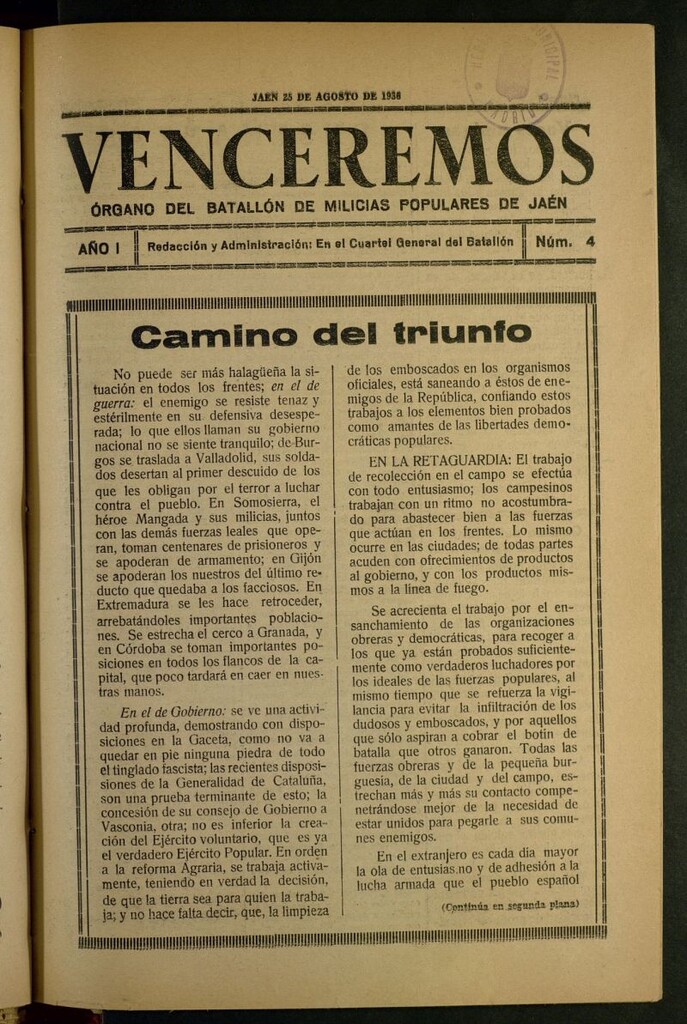 JAEN 25 DE AGOSTO DE 1936
VENCEREMOS
ÓRGANO DEL BATALLÓN DE MILICIAS POPULARES DE JAÉN
AÑO I
Redacción y Administración: En el Cuartel General del Batallón
Núm. 4
Camino del triunfo
No puede ser más halagüeña la si-
tuación en todos los frentes; en el de
guerra: el enemigo se resiste tenaz y
estérilmente en su defensiva desespe-
rada; lo que ellos llaman su gobierno
nacional no se siente tranquilo; de Bur-
gos se traslada a Valladolid, sus solda-
dos desertan al primer descuido de los
que les obligan por el terror a luchar
contra el pueblo. En Somosierra, el
héroe Mangada y sus milicias, juntos
con las demás fuerzas leales que ope-
ran, toman centenares de prisioneros y
se apoderan de armamento; en Gijón
se apoderan los nuestros del último re-
ducto que quedaba a los facciosos. En
Extremadura se les hace retroceder,
arrebatándoles importantes poblacio-
nes. Se estrecha el cerco a Granada, y
en Córdoba se toman importantes po-
siciones en todos los flancos de la ca-
pital, que poco tardará en caer en nues-
tras manos.
En el de Gobierno: se ve una activi-
dad profunda, demostrando con dispo-
siciones en la Gaceta, como no va a
quedar en pie ninguna piedra de todo
el tinglado fascista; las recientes disposi-
siones de la Generalidad de Cataluña,
son una prueba terminante de esto; la
concesión de su consejo de Gobierno a
Vasconia, otra; no es inferior la crea-
ción del Ejército voluntario, que es ya
el verdadero Ejército Popular. En orden
a la reforma Agraria, se trabaja activa-
mente, teniendo en verdad la decisión,
de que la tierra sea para quien la traba-
ja; y no hace falta decir, que, la limpieza
de los emboscados en los organismos
oficiales, está saneando a éstos de ene-
migos de la República, confiando estos
trabajos a los elementos bien probados
como amantes de las libertades demo-
cráticas populares.
EN LA RETAGUARDIA: El trabajo
de recolección en el campo se efectúa
con todo entusiasmo; los campesinos
trabajan con un ritmo no acostumbra-
do para abastecer bien a las fuerzas
que actúan en los frentes. Lo mismo
ocurre en las ciudades; de todas partes
acuden con ofrecimientos de productos
al gobierno, y con los productos mis-
mos a la línea de fuego.
Se acrecienta el trabajo por el en-
sanchamiento de las organizaciones
obreras y democráticas, para recoger a
los que ya están probados suficiente-
mente como verdaderos luchadores por
los ideales de las fuerzas populares, al
mismo tiempo que se refuerza la vigi-
lancia para evitar la infiltración de los
dudosos y emboscados, y por aquellos
que sólo aspiran a cobrar el botín de
batalla que otros ganaron. Todas las
fuerzas obreras y de la pequeña bur-
guesía, de la ciudad y del campo, es-
trechan más y más su contacto compe-
netrándose mejor de la necesidad de
estar unidos para pegarle a sus comu-
nes enemigos.
En el extranjero es cada día mayor
la ola de entusias.no y de adhesión a la
lucha armada que el pueblo español
(Continúa en segunda plana)